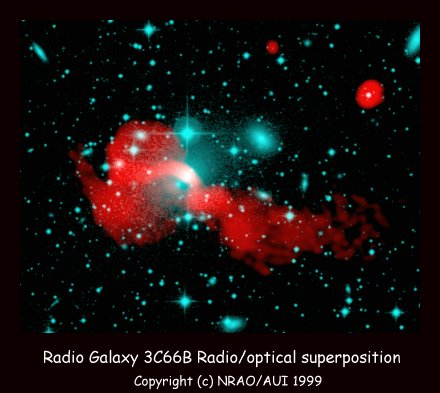 Radio Galaxy 3C66B Radio/optical superposition
Copyright (c) NRAO/AUI 1999